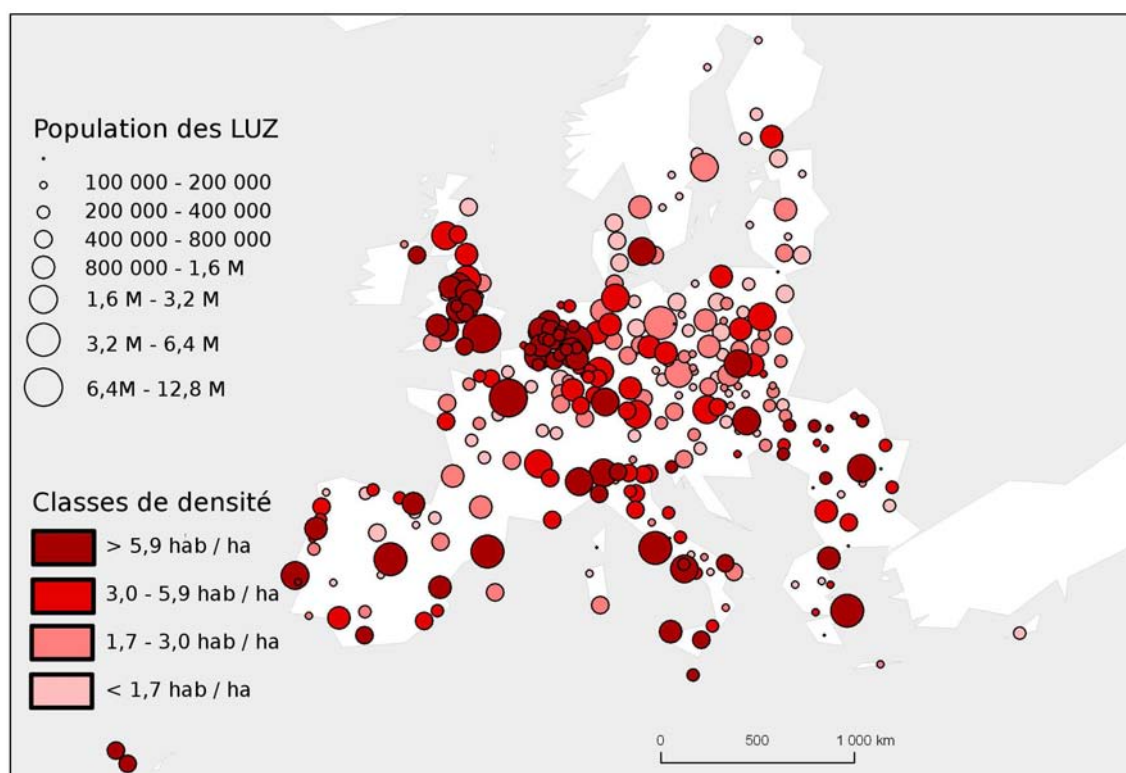 Population des LUZ
100 000 - 200 000
200 000 - 400 000
400 000 - 800 000
800 000 - 1,6 M
1,6 M - 3,2 M
3,2 M - 6,4 M
6,4M - 12,8 M
Classes de densité
> 5,9 hab / ha
3,0 - 5,9 hab / ha
1,7 - 3,0 hab / ha
< 1,7 hab / ha
0 500 1 000 km